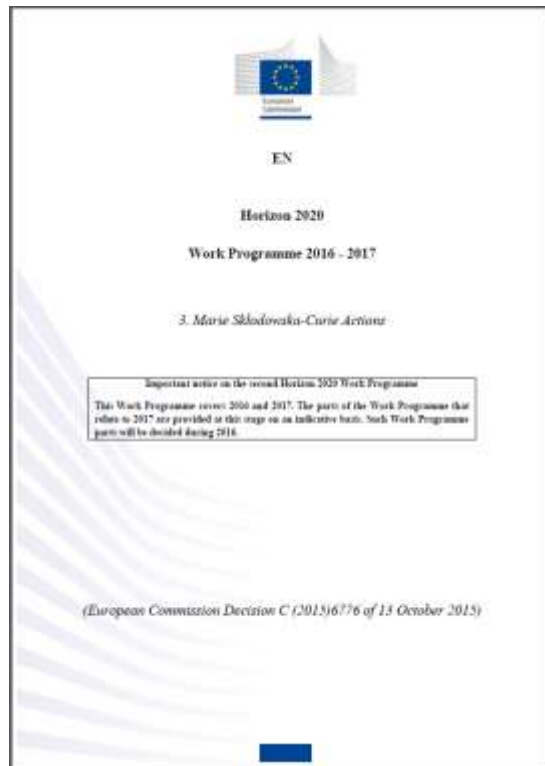 European
Commission
EN
Horizon 2020
Work Programme 2016 - 2017
3. Marie Skłodowska-Curie Actions
Important notice on the second Horizon 2020 Work Programme
This Work Programme covers 2016 and 2017. The parts of the Work Programme that
relate to 2017 are provided at this stage on an indicative basis. Such Work Programme
parts will be decided during 2016.
(European Commission Decision C (2015)6776 of 13 October 2015)